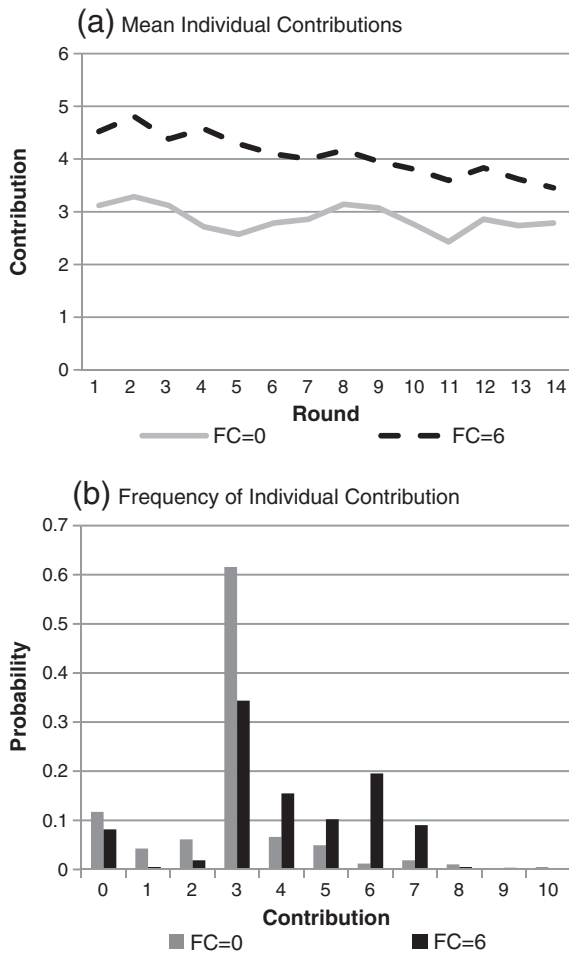 (a) Mean Individual Contributions
6
5
4
3
2
1
0
Contribution
1 2 3 4 5 6 7 8 9 10 11 12 13 14
Round
FC=0 FC=6
(b) Frequency of Individual Contribution
0.7
0.6
0.5
0.4
0.3
0.2
0.1
0
Probability
0 1 2 3 4 5 6 7 8 9 10
Contribution
FC=0 FC=6